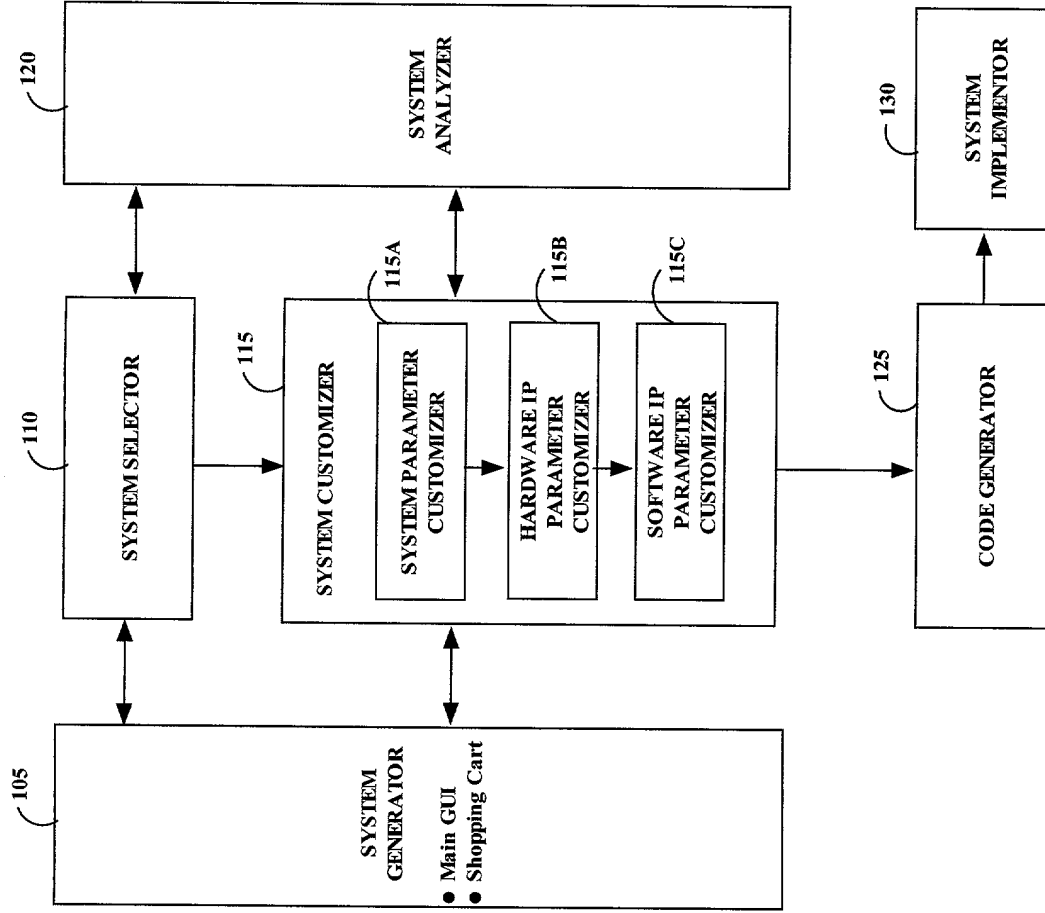 105
SYSTEM
GENERATOR
● Main GUI
● Shopping Cart
110
SYSTEM SELECTOR
115
SYSTEM CUSTOMIZER
115A
SYSTEM PARAMETER
CUSTOMIZER
115B
HARDWARE IP
PARAMETER
CUSTOMIZER
115C
SOFTWARE IP
PARAMETER
CUSTOMIZER
120
SYSTEM
ANALYZER
125
CODE GENERATOR
130
SYSTEM
IMPLEMENTOR